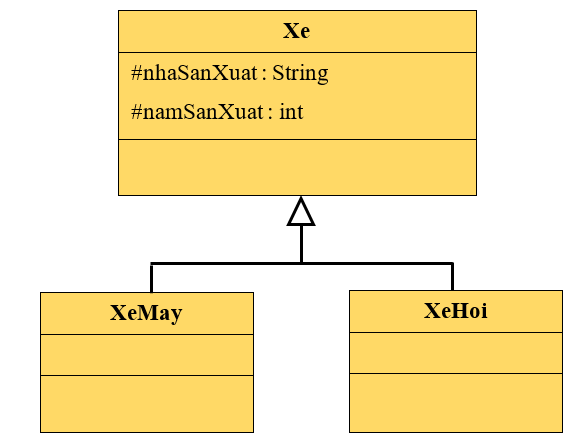 Xe
#nhaSanXuat : String
#namSanXuat : int
XeMay
XeHoi